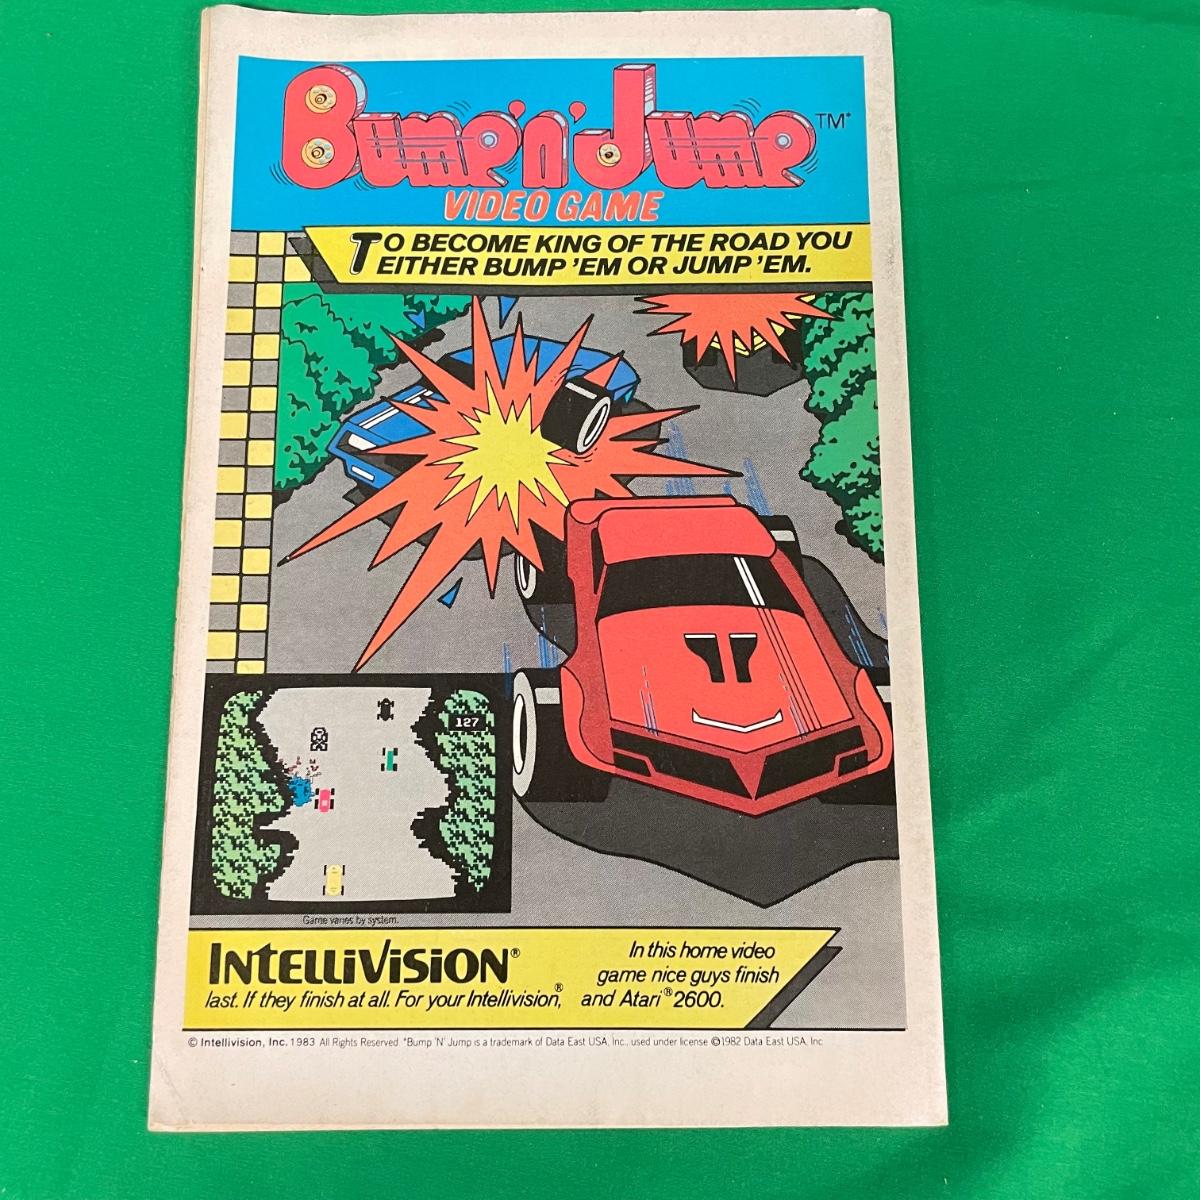 Bump 'n' Jump TM*
VIDEO GAME
TO BECOME KING OF THE ROAD YOU
EITHER BUMP 'EM OR JUMP 'EM.
127
Game varies by system.
INTELLIVISION®
In this home video
game nice guys finish
last. If they finish at all. For your Intellivision,® and Atari® 2600.
© Intellivision, Inc. 1983 All Rights Reserved *Bump 'N' Jump is a trademark of Data East USA, Inc., used under license ©1982 Data East USA, Inc